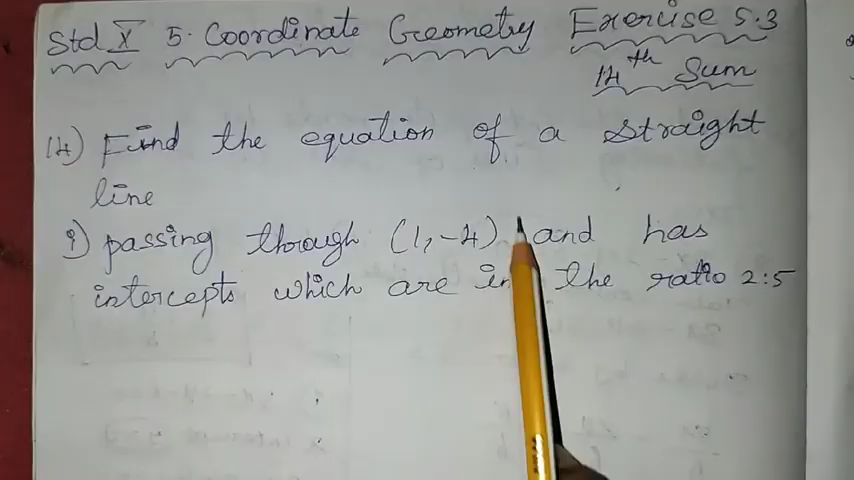 Std X 5. Coordinate Geometry Exercise 5.3
14th Sum
14) Find the equation of a straight
line
i) passing through (1, -4) and has
intercepts which are in the ratio 2:5